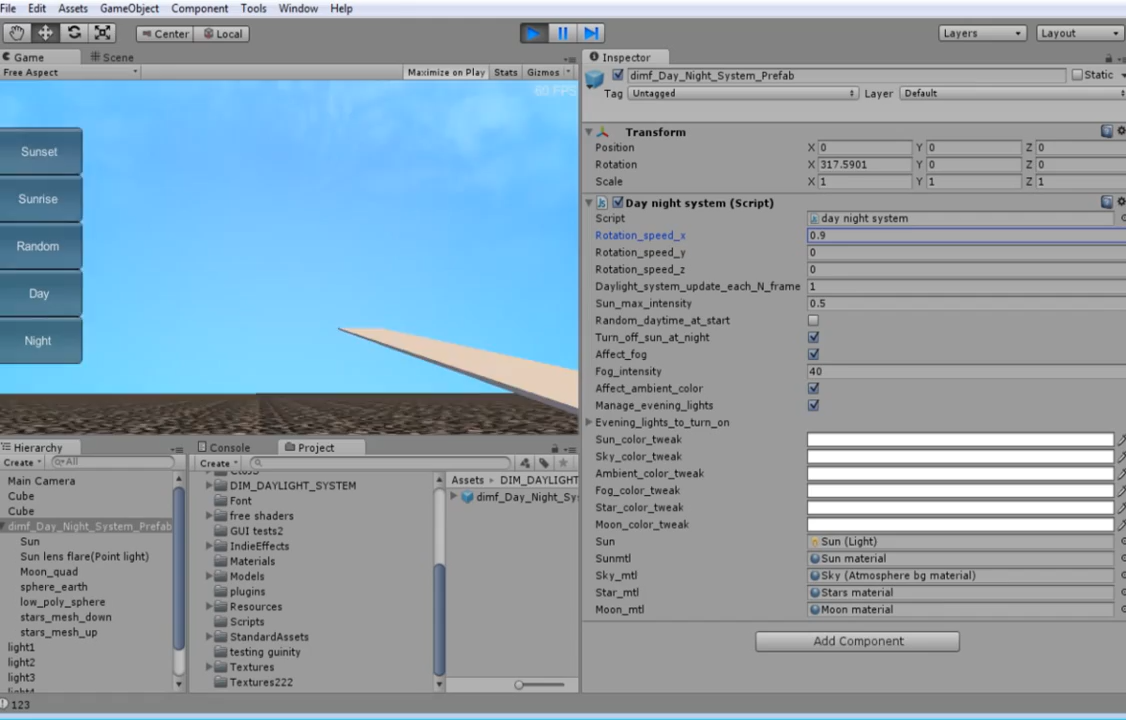 File Edit Assets GameObject Component Tools Window Help
Center Local Layers Layout
Game Scene
Free Aspect Maximize on Play Stats Gizmos
60 FPS
Sunset
Sunrise
Random
Day
Night
Inspector
dimf_Day_Night_System_Prefab Static
Tag Untagged Layer Default
Transform
Position X 0 Y 0 Z 0
Rotation X 317.5901 Y 0 Z 0
Scale X 1 Y 1 Z 1
Day night system (Script)
Script day night system
Rotation_speed_x 0.9
Rotation_speed_y 0
Rotation_speed_z 0
Daylight_system_update_each_N_frame 1
Sun_max_intensity 0.5
Random_daytime_at_start
Turn_off_sun_at_night
Affect_fog
Fog_intensity 40
Affect_ambient_color
Manage_evening_lights
Evening_lights_to_turn_on
Sun_color_tweak
Sky_color_tweak
Ambient_color_tweak
Fog_color_tweak
Star_color_tweak
Moon_color_tweak
Sun Sun (Light)
Sunmtl Sun material
Sky_mtl Sky (Atmosphere bg material)
Star_mtl Stars material
Moon_mtl Moon material
Add Component
Hierarchy
Create All
Main Camera
Cube
Cube
dimf_Day_Night_System_Prefab
Sun
Sun lens flare(Point light)
Moon_quad
sphere_earth
low_poly_sphere
stars_mesh_down
stars_mesh_up
light1
light2
light3
Console Project
Create
DIM_DAYLIGHT_SYSTEM
Font
free shaders
GUI tests2
IndieEffects
Materials
Models
plugins
Resources
Scripts
StandardAssets
testing guinity
Textures
Textures222
Assets DIM_DAYLIGHT
dimf_Day_Night_Sy
123